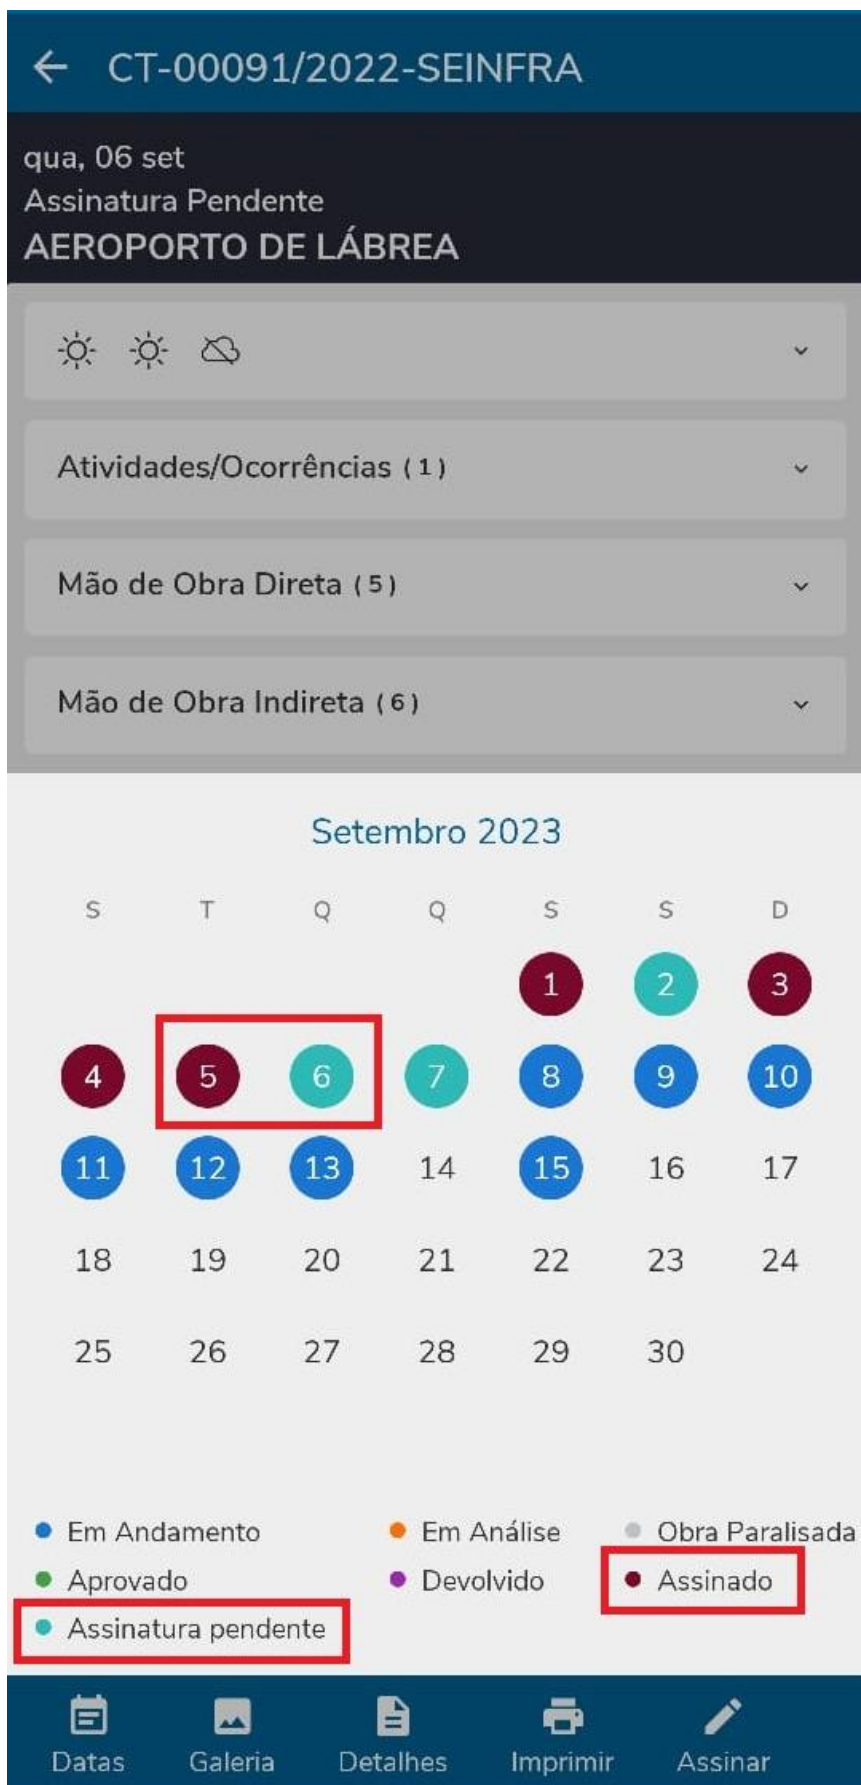 CT-00091/2022-SEINFRA
qua, 06 set
Assinatura Pendente
AEROPORTO DE LÁBREA
Atividades/Ocorrências (1)
Mão de Obra Direta (5)
Mão de Obra Indireta (6)
Setembro 2023
S T Q Q S S D
1 2 3
4 5 6 7 8 9 10
11 12 13 14 15 16 17
18 19 20 21 22 23 24
25 26 27 28 29 30
Em Andamento Em Análise Obra Paralisada
Aprovado Devolvido Assinado
Assinatura pendente
Datas Galeria Detalhes Imprimir Assinar